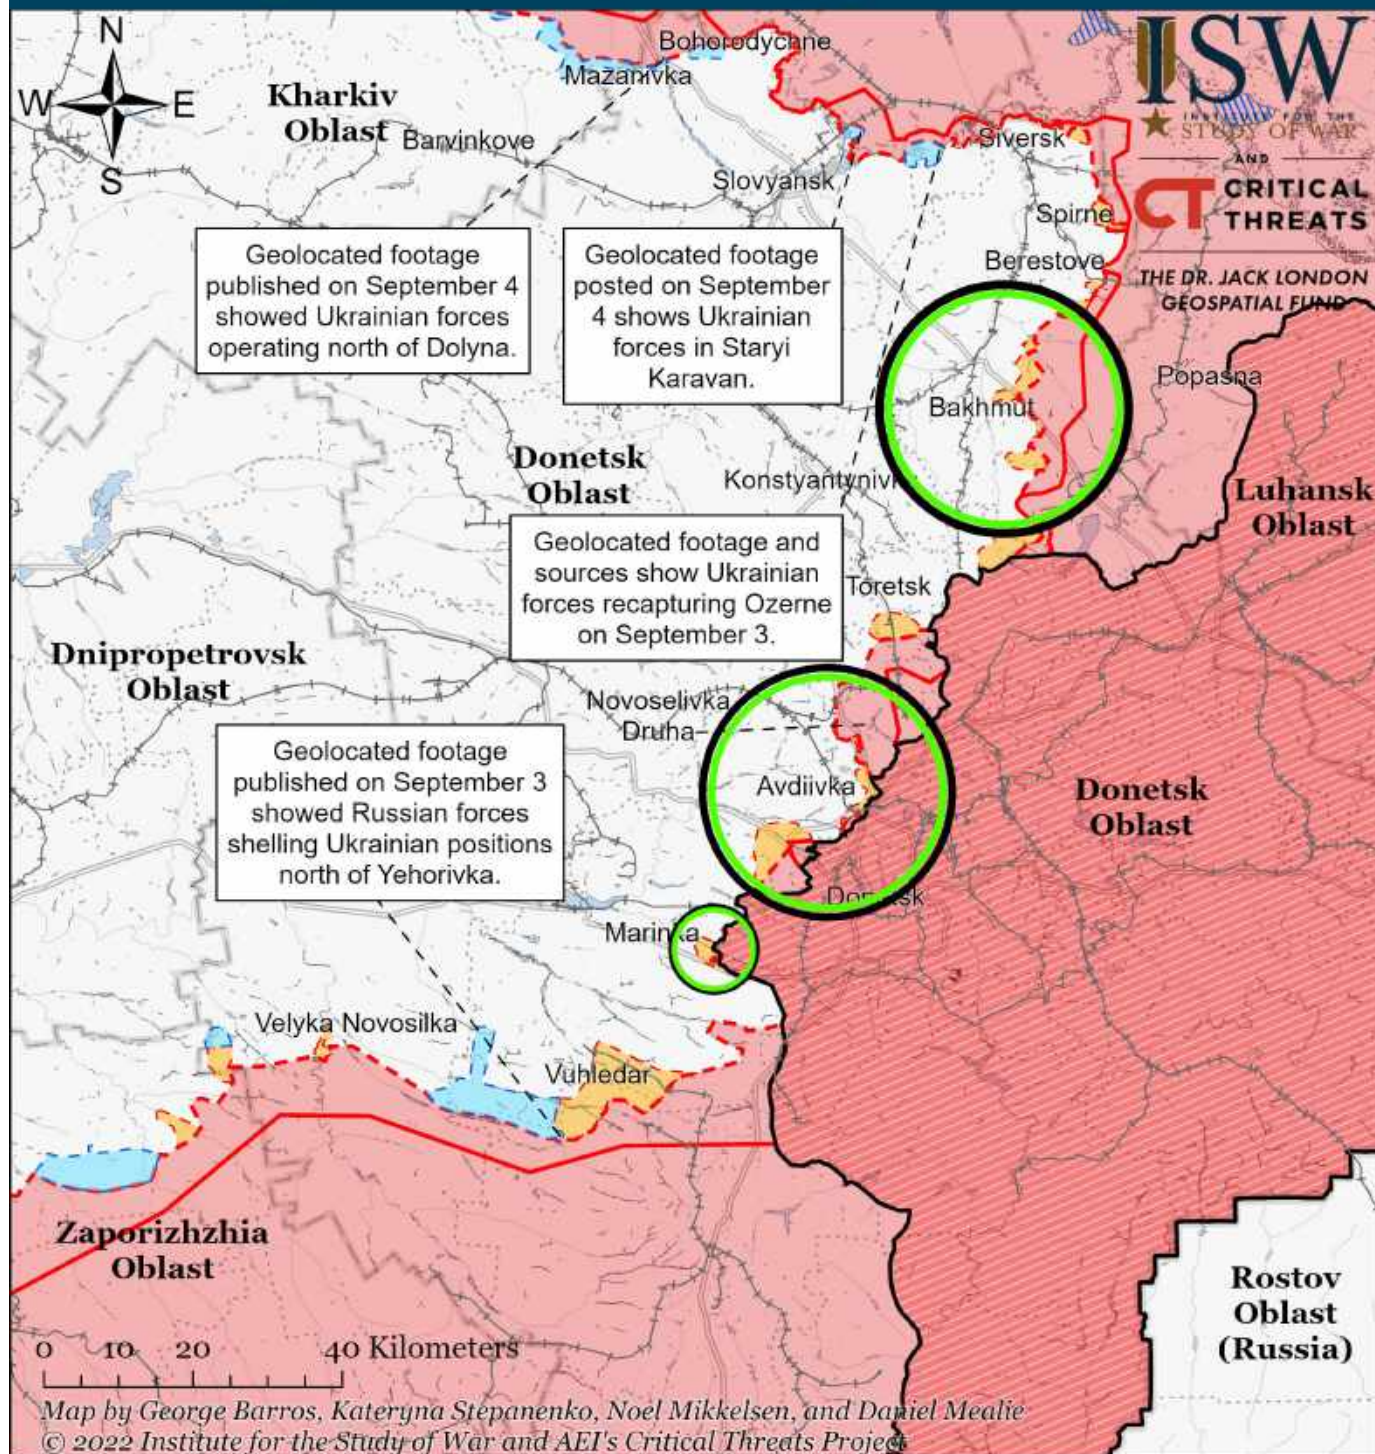 N
W
E
S
Kharkiv
Oblast
Barvinkove
Mazanivka
Bohorodychne
Slovyansk
Siversk
Spirne
Berestove
ISW
INSTITUTE FOR THE
STUDY OF WAR
AND
CT CRITICAL
THREATS
THE DR. JACK LONDON
GEOSPATIAL FUND
Geolocated footage
published on September 4
showed Ukrainian forces
operating north of Dolyna.
Geolocated footage
posted on September
4 shows Ukrainian
forces in Staryi
Karavan.
Popasna
Bakhmut
Donetsk
Oblast
Konstyantynivk
Luhansk
Oblast
Geolocated footage and
sources show Ukrainian
forces recapturing Ozerne
on September 3.
Toretsk
Dnipropetrovsk
Oblast
Novoselivka
Druha
Geolocated footage
published on September 3
showed Russian forces
shelling Ukrainian positions
north of Yehorivka.
Avdiivka
Donetsk
Oblast
Donetsk
Marinka
Velyka Novosilka
Vuhledar
Zaporizhzhia
Oblast
Rostov
Oblast
(Russia)
0 10 20 40 Kilometers
Map by George Barros, Kateryna Stepanenko, Noel Mikkelsen, and Daniel Mealie
© 2022 Institute for the Study of War and AEI's Critical Threats Project